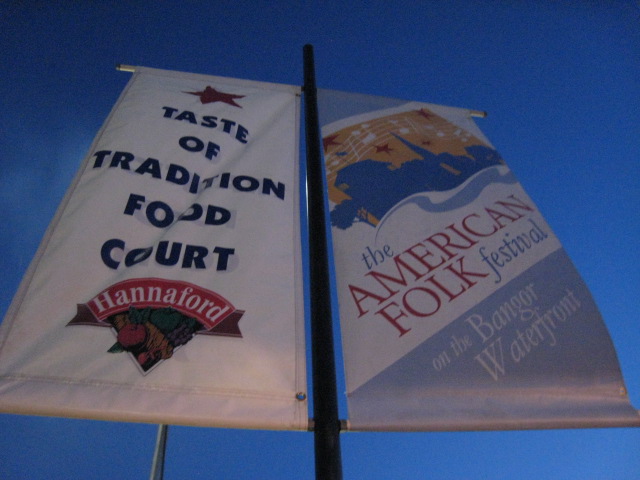 TASTE
OF
TRADITION
FOOD
COURT
Hannaford
the
AMERICAN
FOLK festival
on the Bangor
Waterfront